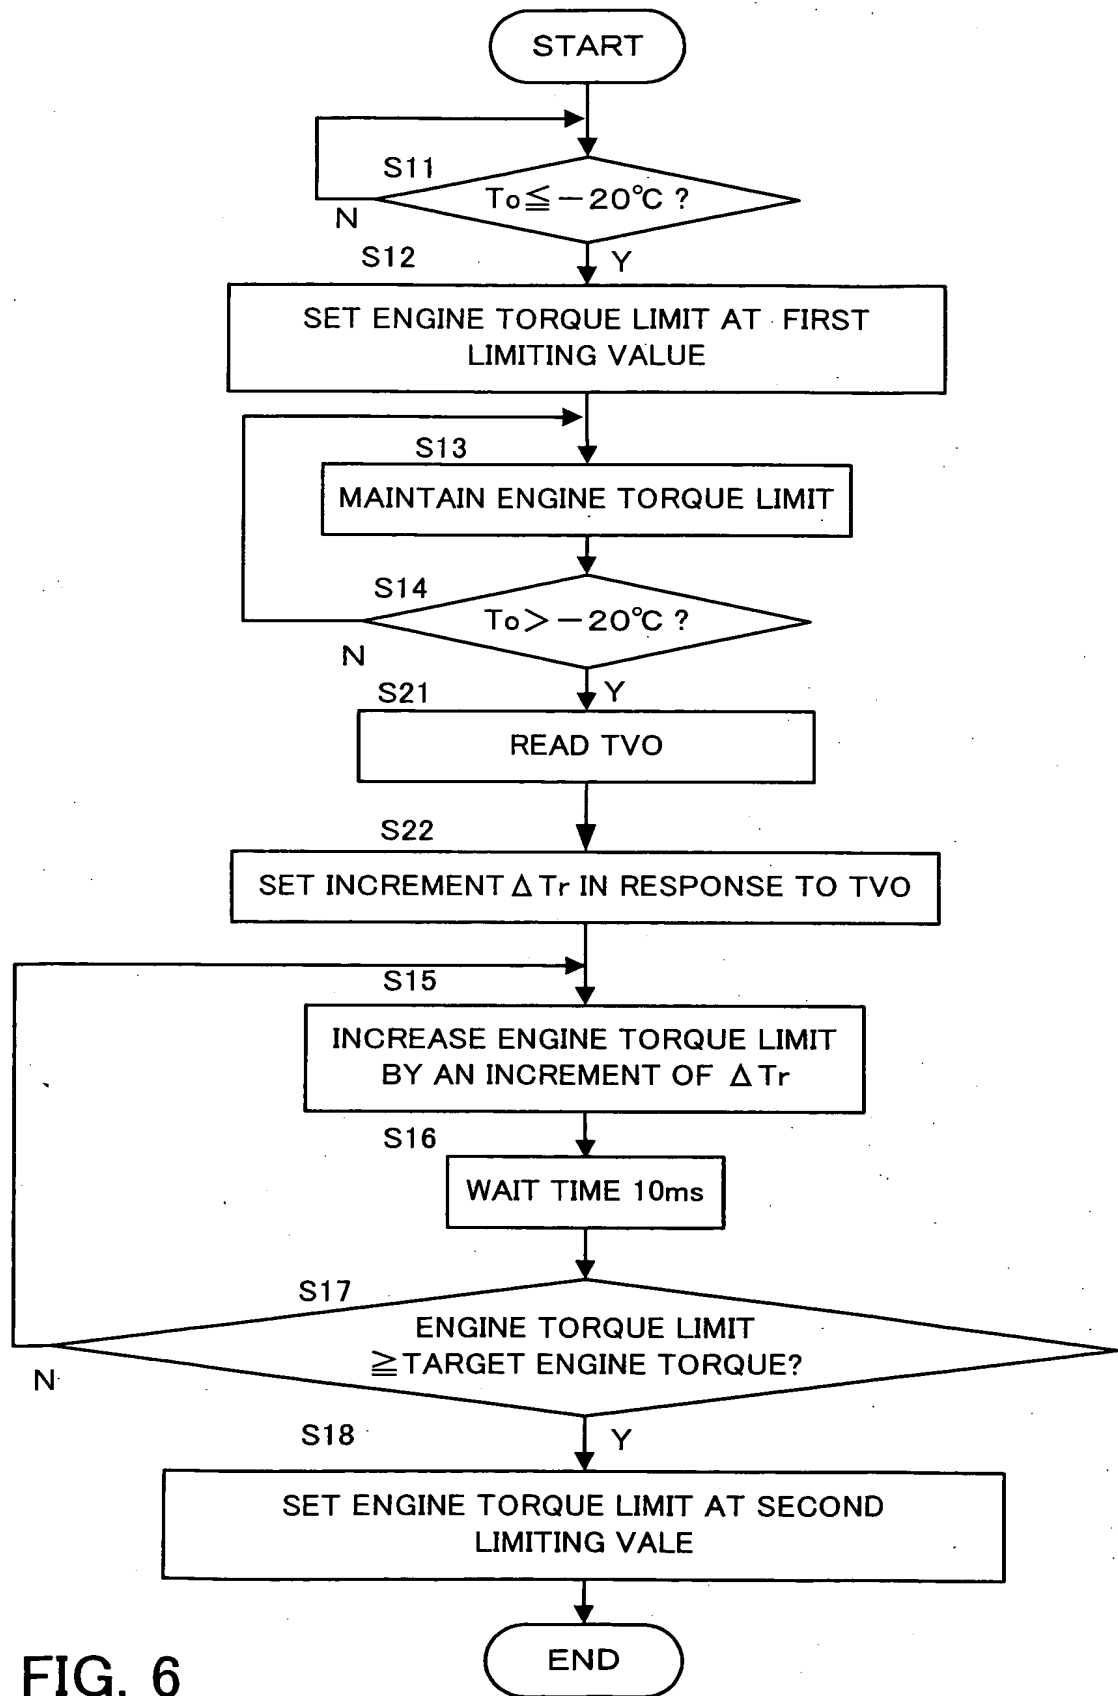 START
S11
To≦−20℃ ?
N
Y
S12
SET ENGINE TORQUE LIMIT AT FIRST
LIMITING VALUE
S13
MAINTAIN ENGINE TORQUE LIMIT
S14
To>−20℃ ?
N
Y
S21
READ TVO
S22
SET INCREMENT Δ Tr IN RESPONSE TO TVO
S15
INCREASE ENGINE TORQUE LIMIT
BY AN INCREMENT OF Δ Tr
S16
WAIT TIME 10ms
S17
ENGINE TORQUE LIMIT
≧TARGET ENGINE TORQUE?
N
Y
S18
SET ENGINE TORQUE LIMIT AT SECOND
LIMITING VALE
END
FIG. 6